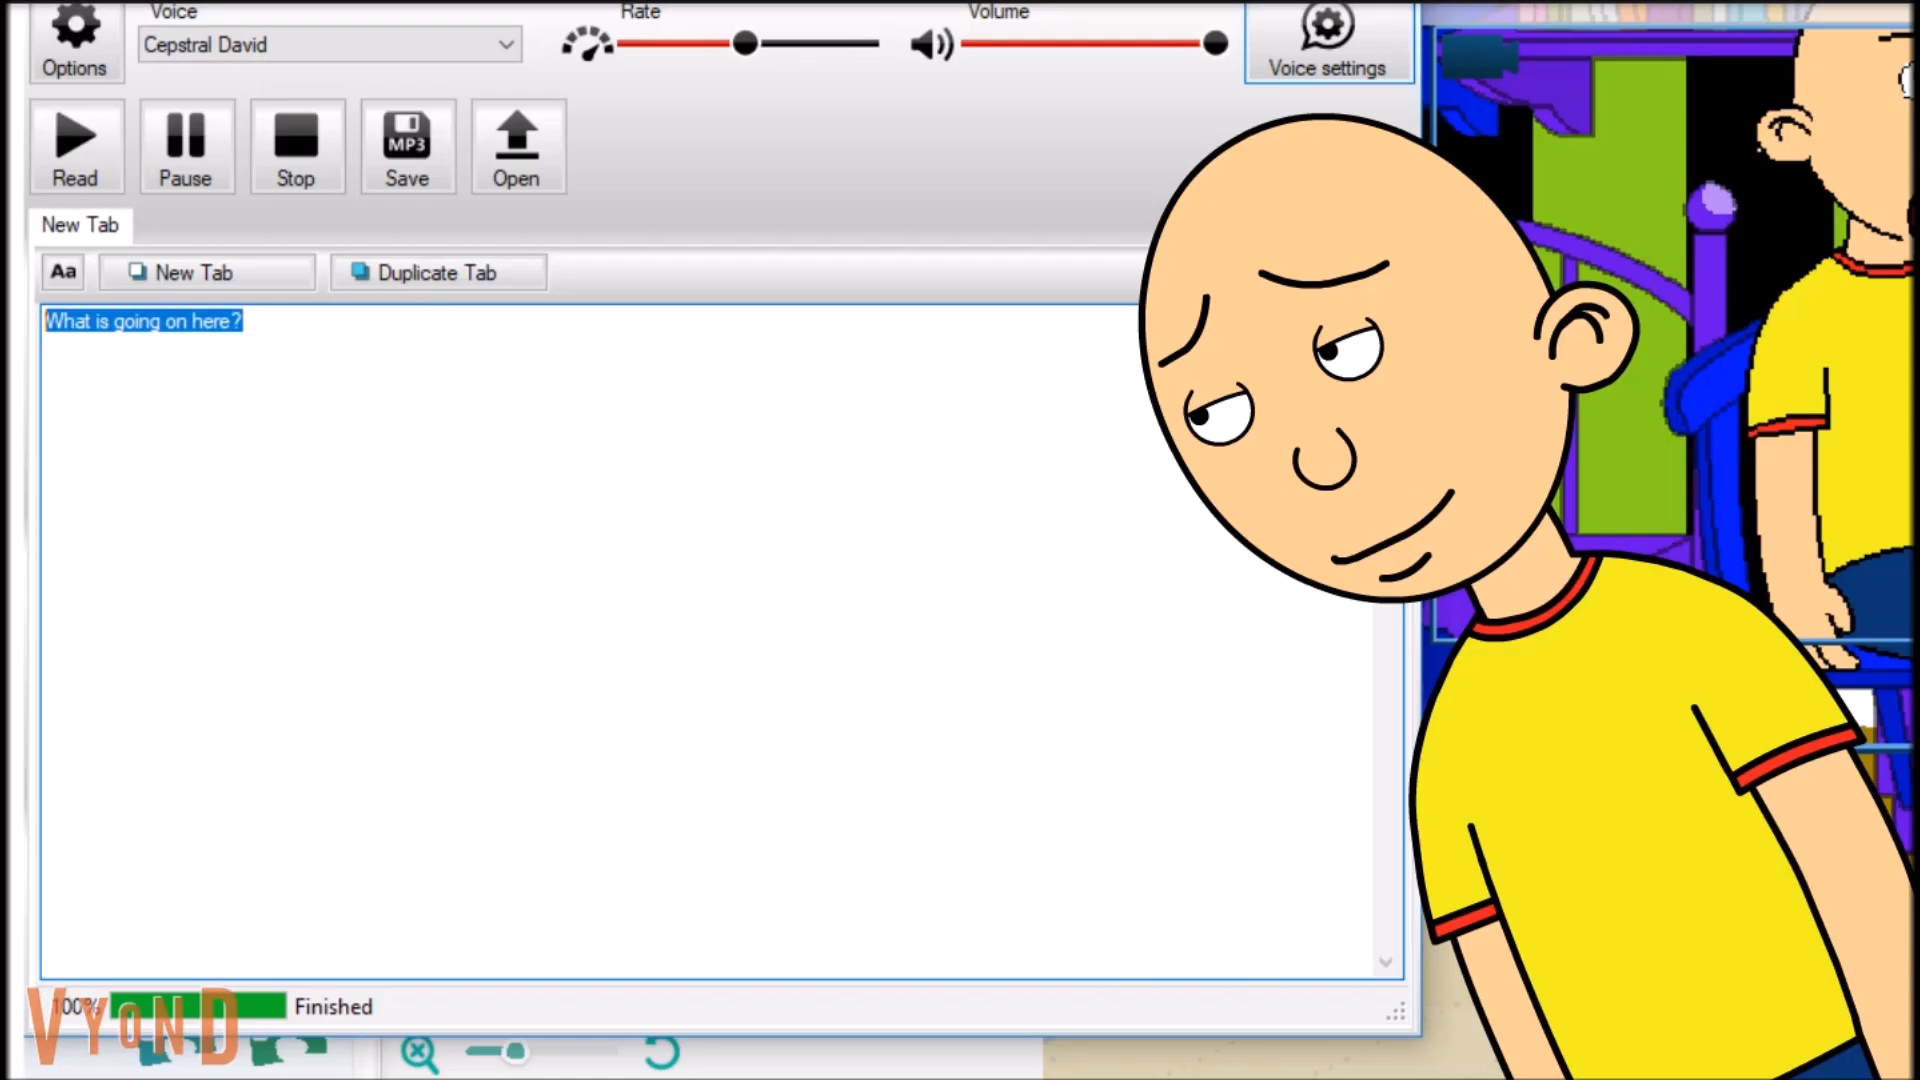 Voice
Rate
Volume
Cepstral David
Options
Voice settings
MP3
Read
Pause
Stop
Save
Open
New Tab
Aa
New Tab
Duplicate Tab
What is going on here?
100%
Finished
VYOND